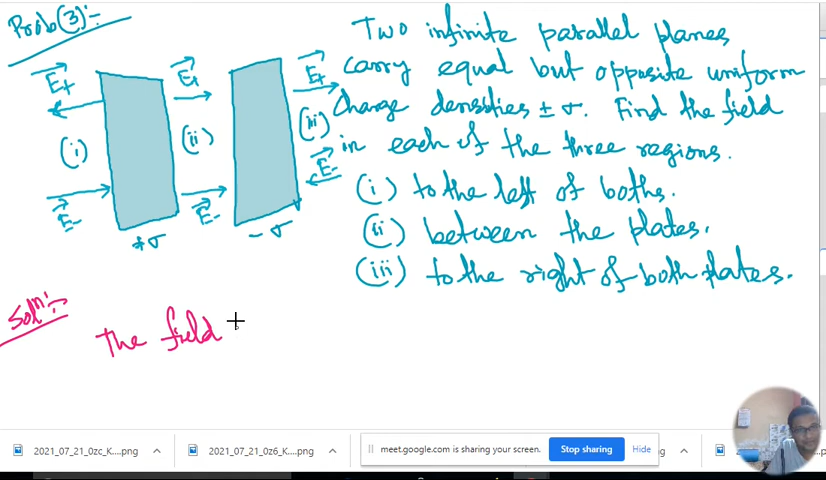 Prob(3):-
Two infinite parallel planes
carry equal but opposite uniform
charge densities ± σ. Find the field
in each of the three regions.
(i) to the left of boths.
(ii) between the plates.
(iii) to the right of both plates.
E+ E+ E+
(i) (ii) (iii)
E- E- E-
+σ - σ
Solⁿ:-
The field
2021_07_21_0zc_K....png
2021_07_21_0z6_K....png
meet.google.com is sharing your screen.
Stop sharing
Hide
g